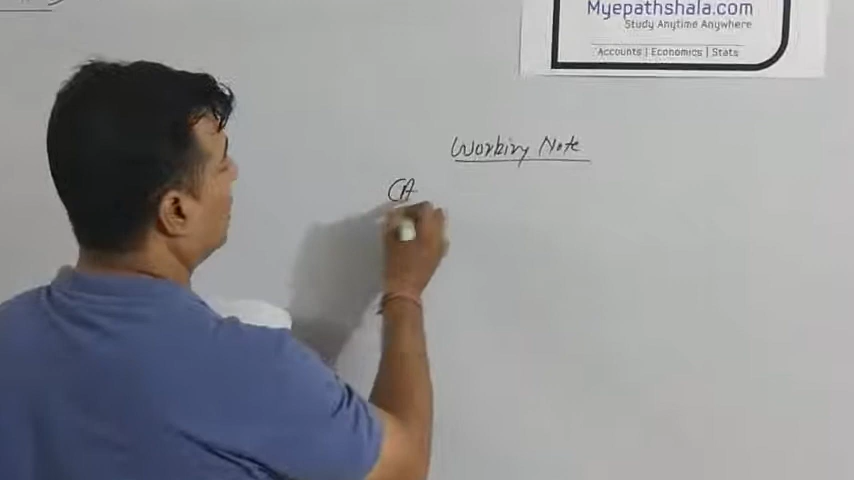 Myepathshala.com
Study Anytime Anywhere
Accounts | Economics | Stats
Working Note
CA